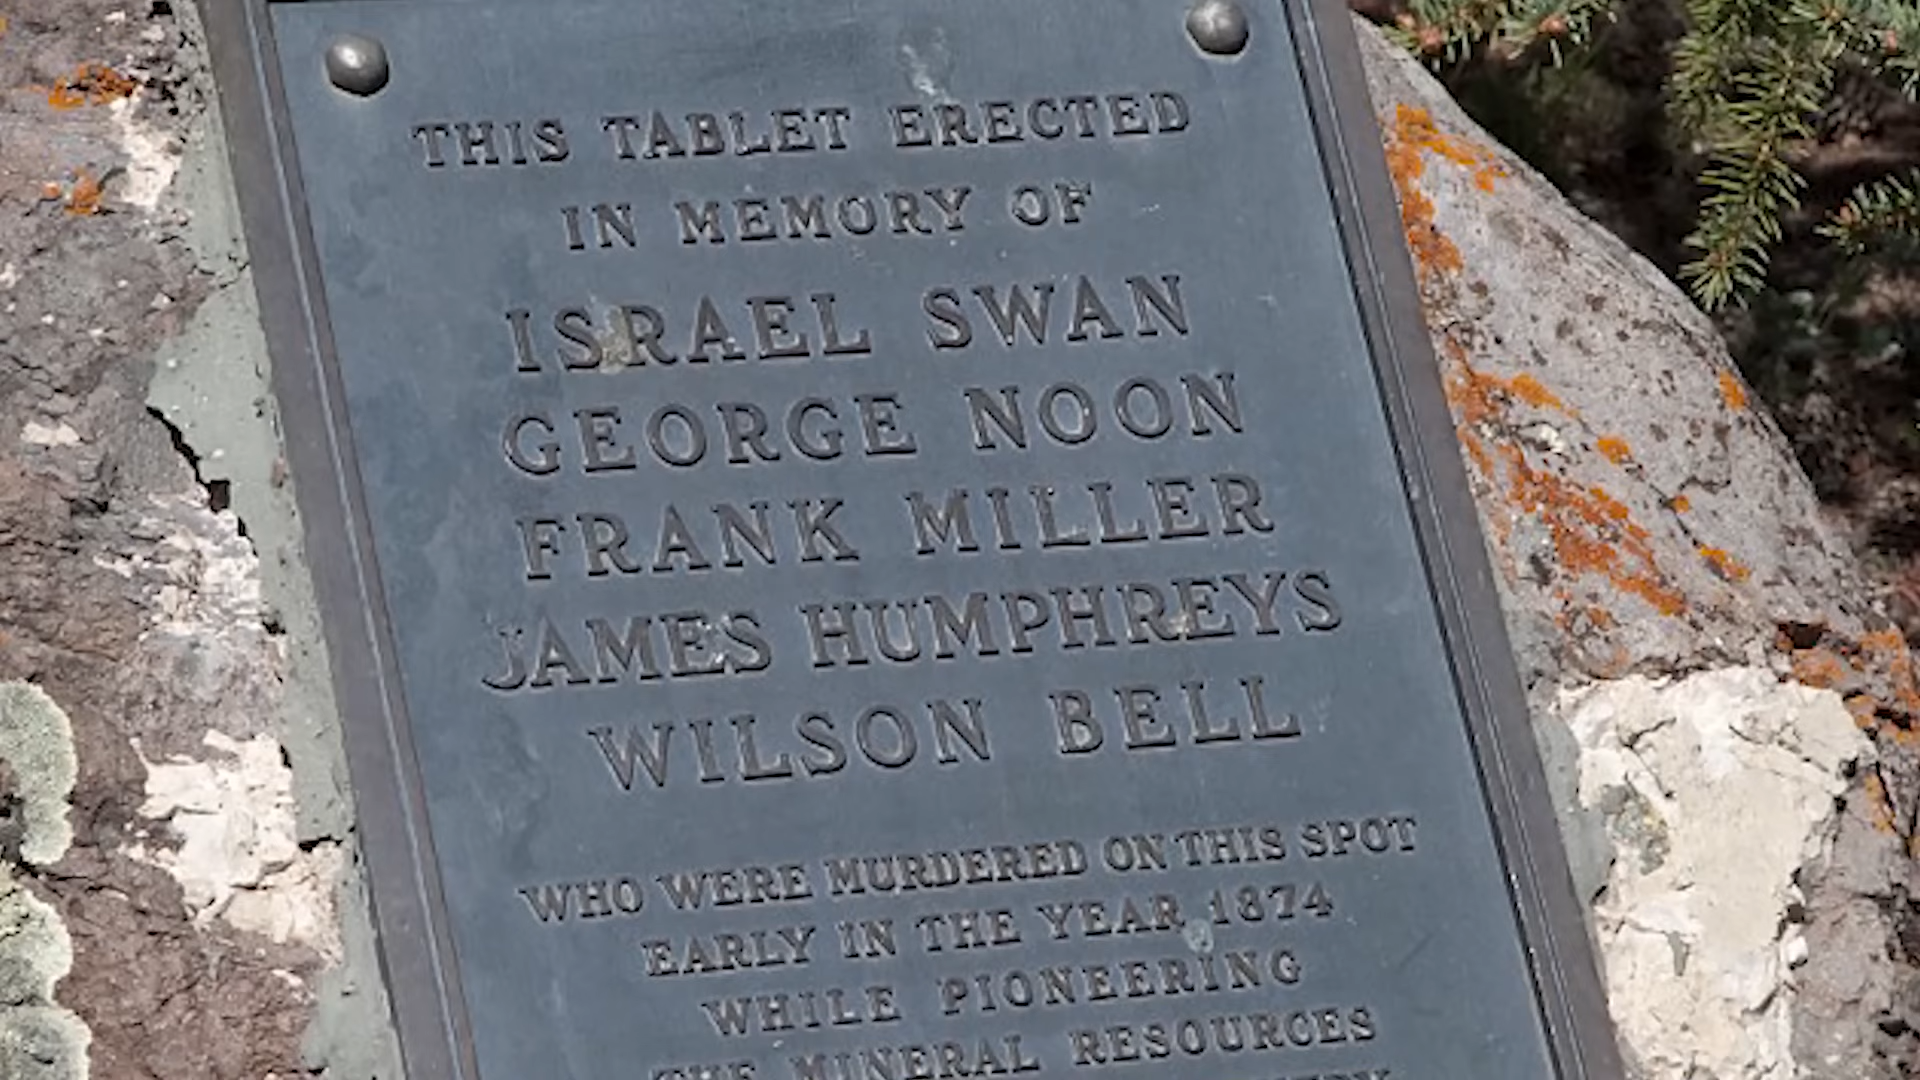 THIS TABLET ERECTED
IN MEMORY OF
ISRAEL SWAN
GEORGE NOON
FRANK MILLER
JAMES HUMPHREYS
WILSON BELL
WHO WERE MURDERED ON THIS SPOT
EARLY IN THE YEAR 1874
WHILE PIONEERING
THE MINERAL RESOURCES